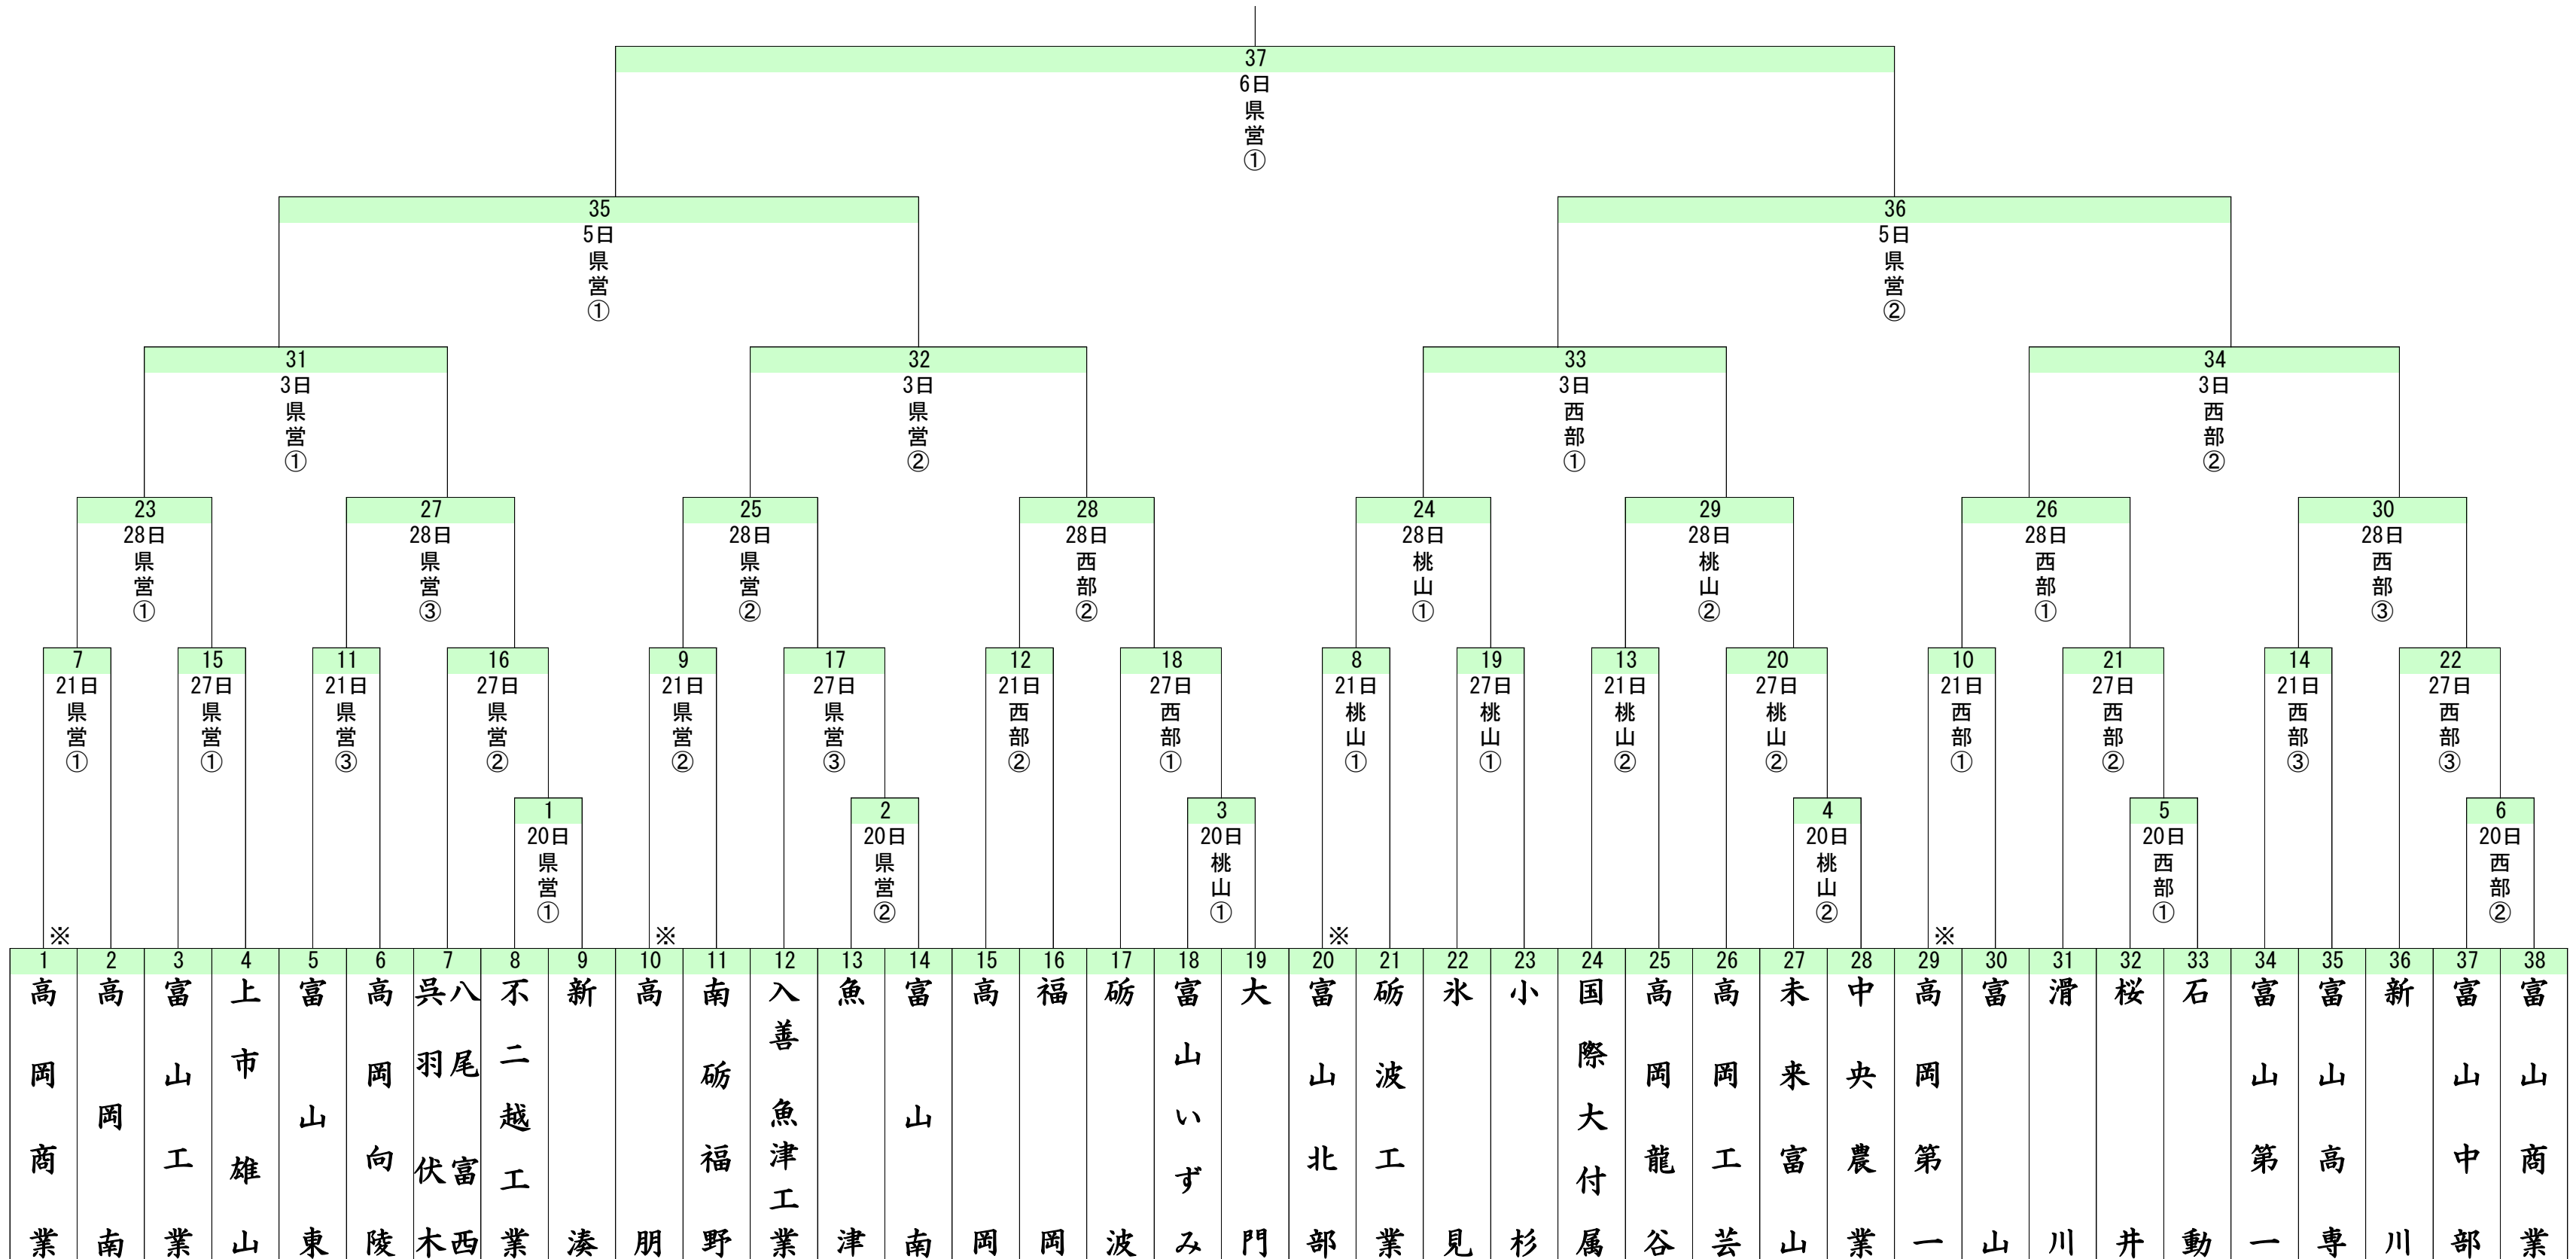 37
6日
県営①
35
36
5日
5日
県営①
県営②
31
32
33
34
3日
3日
3日
3日
県営①
県営②
西部①
西部②
23
27
25
28
24
29
26
30
28日
28日
28日
28日
28日
28日
28日
28日
県営①
県営③
県営②
西部②
桃山①
桃山②
西部①
西部③
7
15
11
16
9
17
12
18
8
19
13
20
10
21
14
22
21日
27日
21日
27日
21日
27日
21日
27日
21日
27日
21日
27日
21日
27日
21日
27日
県営①
県営①
県営③
県営②
県営②
県営③
西部②
西部①
桃山①
桃山①
桃山②
桃山②
西部①
西部②
西部③
西部③
1
2
3
4
5
6
20日
20日
20日
20日
20日
20日
県営①
県営②
桃山①
桃山②
西部①
西部②
※
※
※
※
1
高岡商業
2
高岡南
3
富山工業
4
上市雄山
5
富山東
6
高岡向陵
7
八尾富西
呉羽伏木
8
不二越工業
9
新湊
10
高朋
11
南砺福野
12
入善魚津工業
13
魚津
14
富山南
15
高岡
16
福岡
17
砺波
18
富山いずみ
19
大門
20
富山北部
21
砺波工業
22
氷見
23
小杉
24
国際大付属
25
高岡龍谷
26
高岡工芸
27
未来富山
28
中央農業
29
高岡第一
30
富山
31
滑川
32
桜井
33
石動
34
富山第一
35
富山高専
36
新川
37
富山中部
38
富山商業